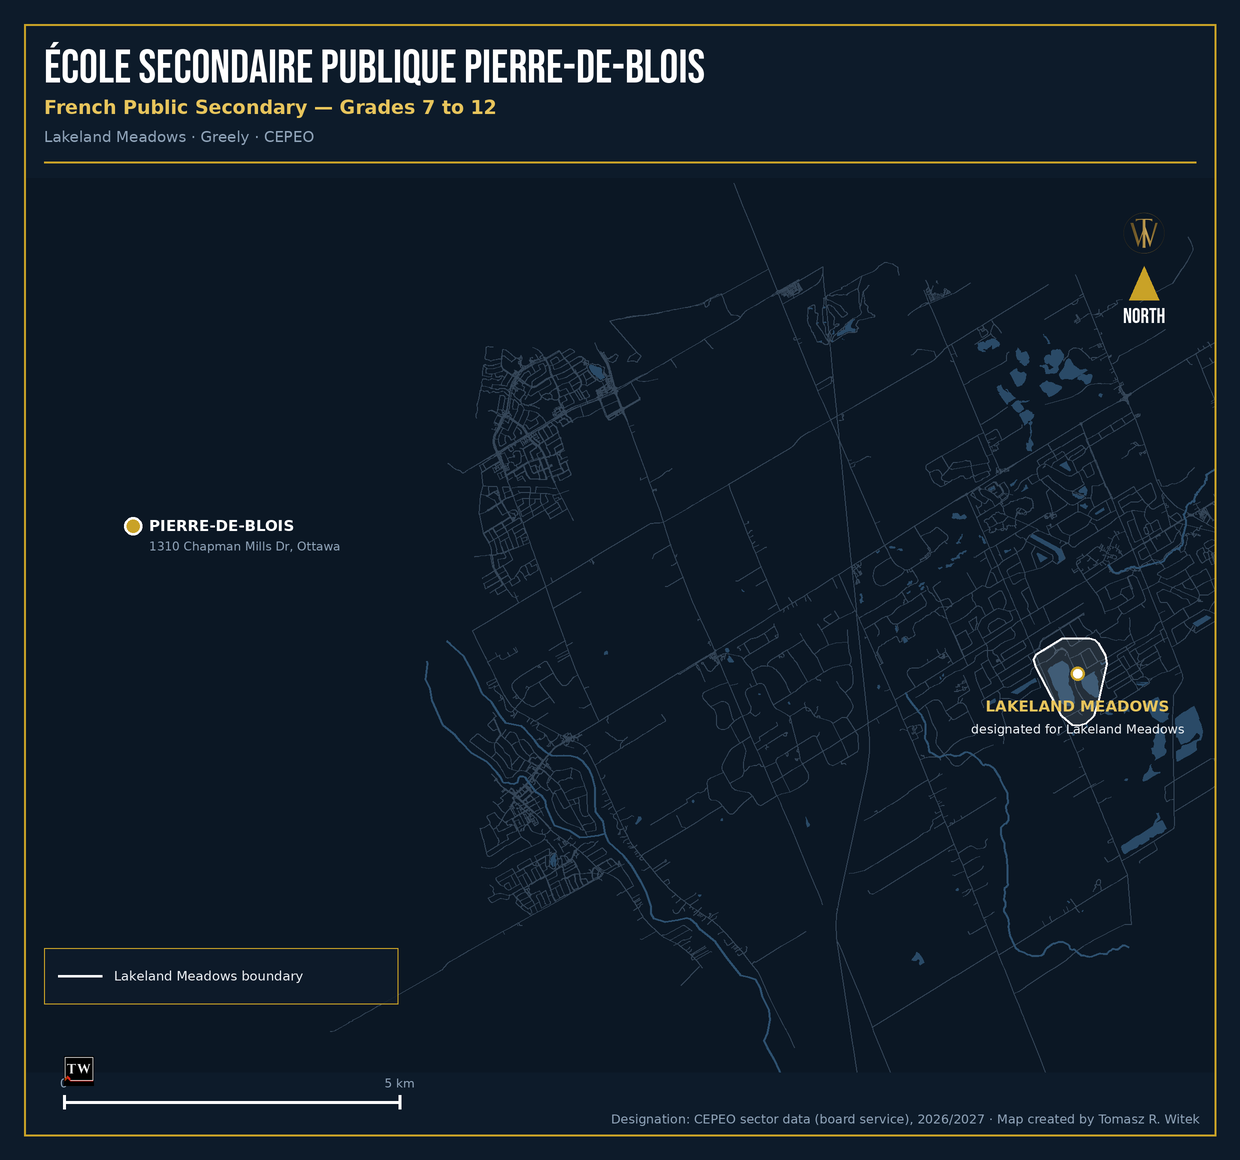 ÉCOLE SECONDAIRE PUBLIQUE PIERRE-DE-BLOIS
French Public Secondary — Grades 7 to 12
Lakeland Meadows · Greely · CEPEO
TW
NORTH
PIERRE-DE-BLOIS
1310 Chapman Mills Dr, Ottawa
LAKELAND MEADOWS
designated for Lakeland Meadows
Lakeland Meadows boundary
TW
0
5 km
Designation: CEPEO sector data (board service), 2026/2027 · Map created by Tomasz R. Witek